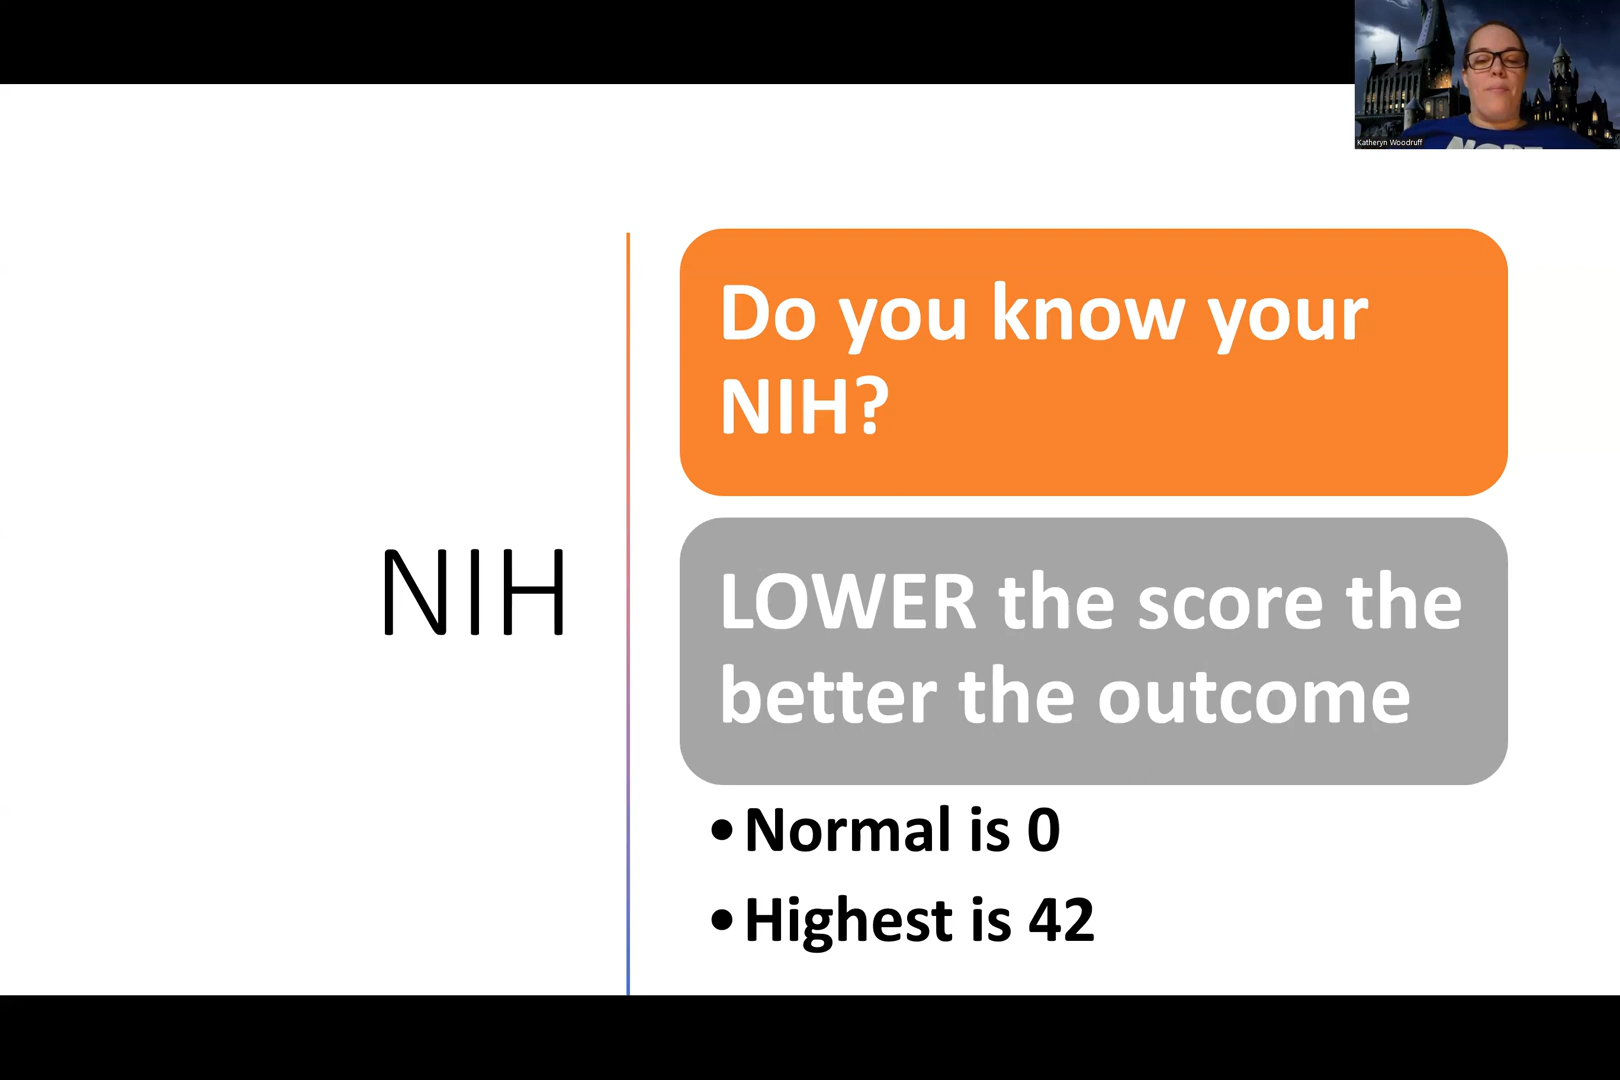 Katheryn Woodruff
Do you know your
NIH?
NIH
LOWER the score the
better the outcome
•Normal is 0
•Highest is 42